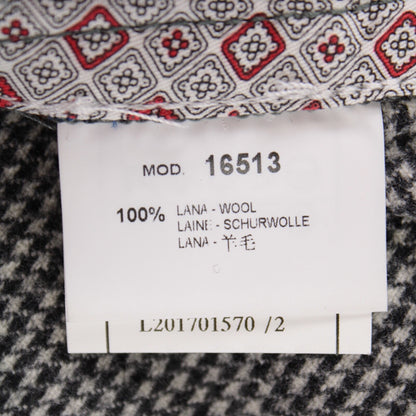 MOD. 16513
100% LANA - WOOL
LAINE - SCHURWOLLE
LANA - 羊毛
L201701570 /2